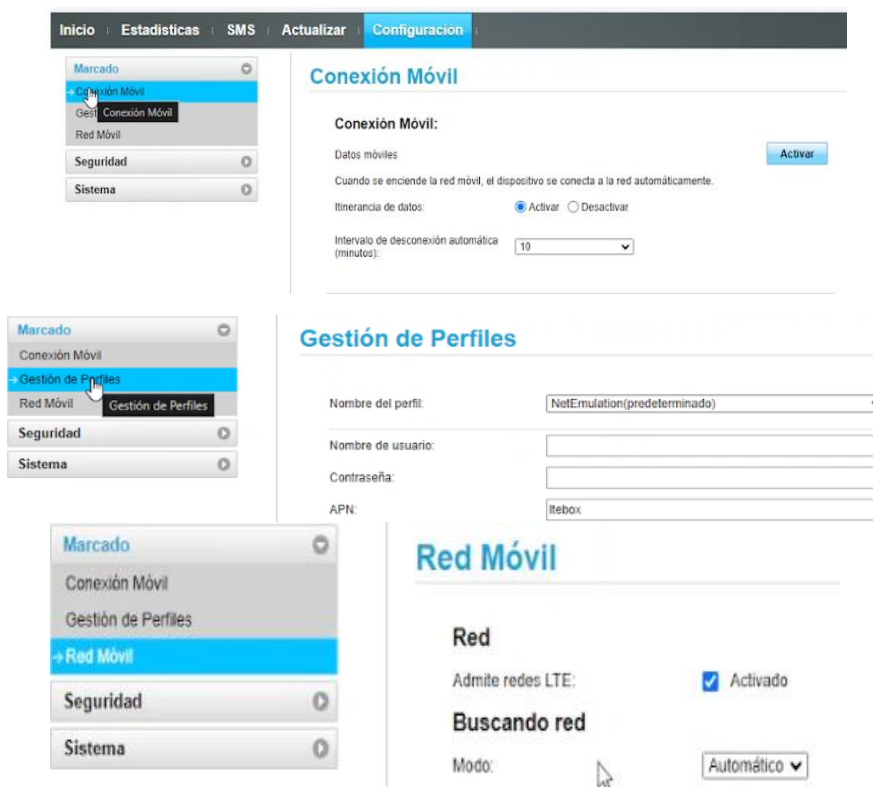 Inicio Estadísticas SMS Actualizar Configuración
Marcado
Conexión Móvil
Gest Conexión Móvil
Red Móvil
Seguridad
Sistema
Conexión Móvil
Conexión Móvil:
Datos móviles Activar
Cuando se enciende la red móvil, el dispositivo se conecta a la red automáticamente.
Itinerancia de datos: Activar Desactivar
Intervalo de desconexión automática
(minutos): 10
Marcado
Conexión Móvil
Gestión de Perfiles
Red Móvil Gestión de Perfiles
Seguridad
Sistema
Gestión de Perfiles
Nombre del perfil: NetEmulation(predeterminado)
Nombre de usuario:
Contraseña:
APN: ltebox
Marcado
Conexión Móvil
Gestión de Perfiles
Red Móvil
Seguridad
Sistema
Red Móvil
Red
Admite redes LTE: Activado
Buscando red
Modo: Automático